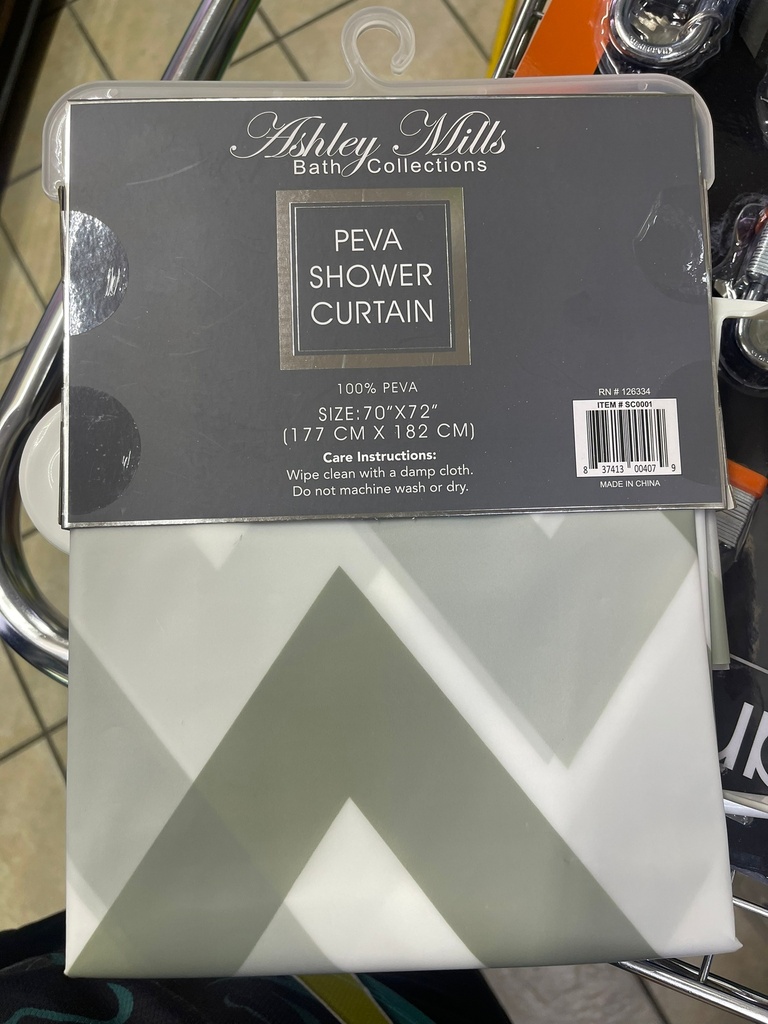 Ashley Mills
Bath Collections
PEVA
SHOWER
CURTAIN
100% PEVA
SIZE:70"X72"
(177 CM X 182 CM)
Care Instructions:
Wipe clean with a damp cloth.
Do not machine wash or dry.
RN # 126334
ITEM # SC0001
8 37413 00407 9
MADE IN CHINA